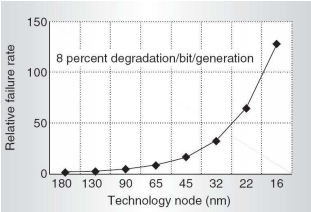 150
8 percent degradation/bit/generation
100
50
0
Relative failure rate
180 130 90 65 45 32 22 16
Technology node (nm)